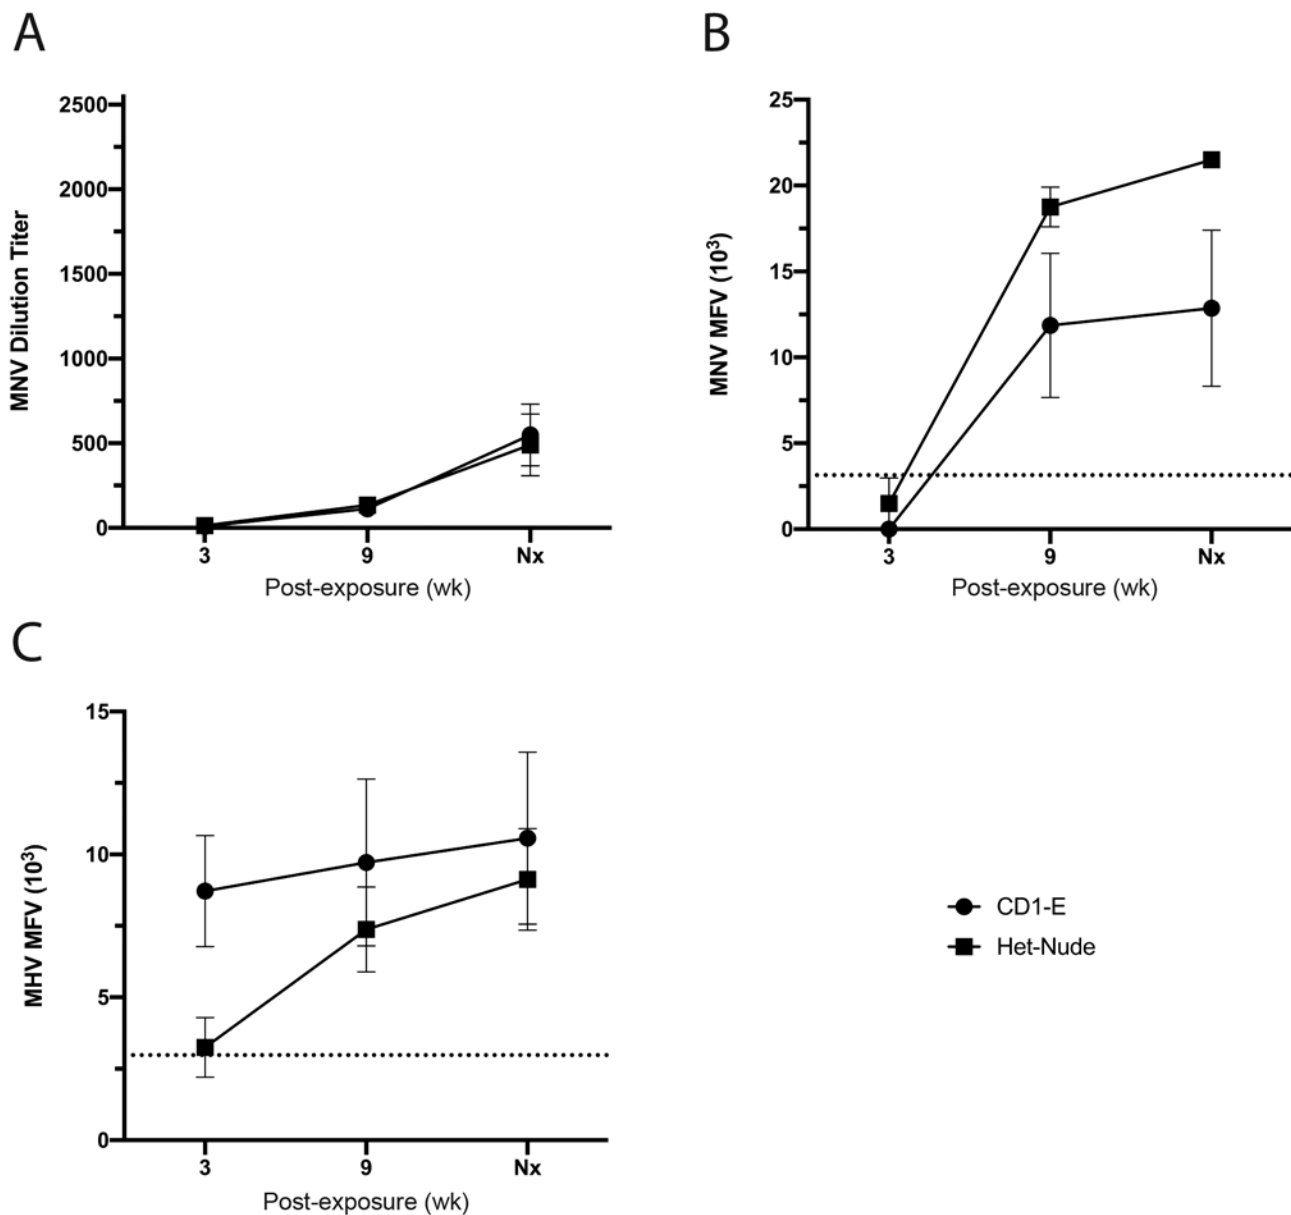 A
B
2500
2000
1500
1000
500
0
MNV Dilution Titer
3 9 Nx
Post-exposure (wk)
25
20
15
10
5
0
MNV MFV (10³)
3 9 Nx
Post-exposure (wk)
C
15
10
5
0
MHV MFV (10³)
3 9 Nx
Post-exposure (wk)
CD1-E
Het-Nude